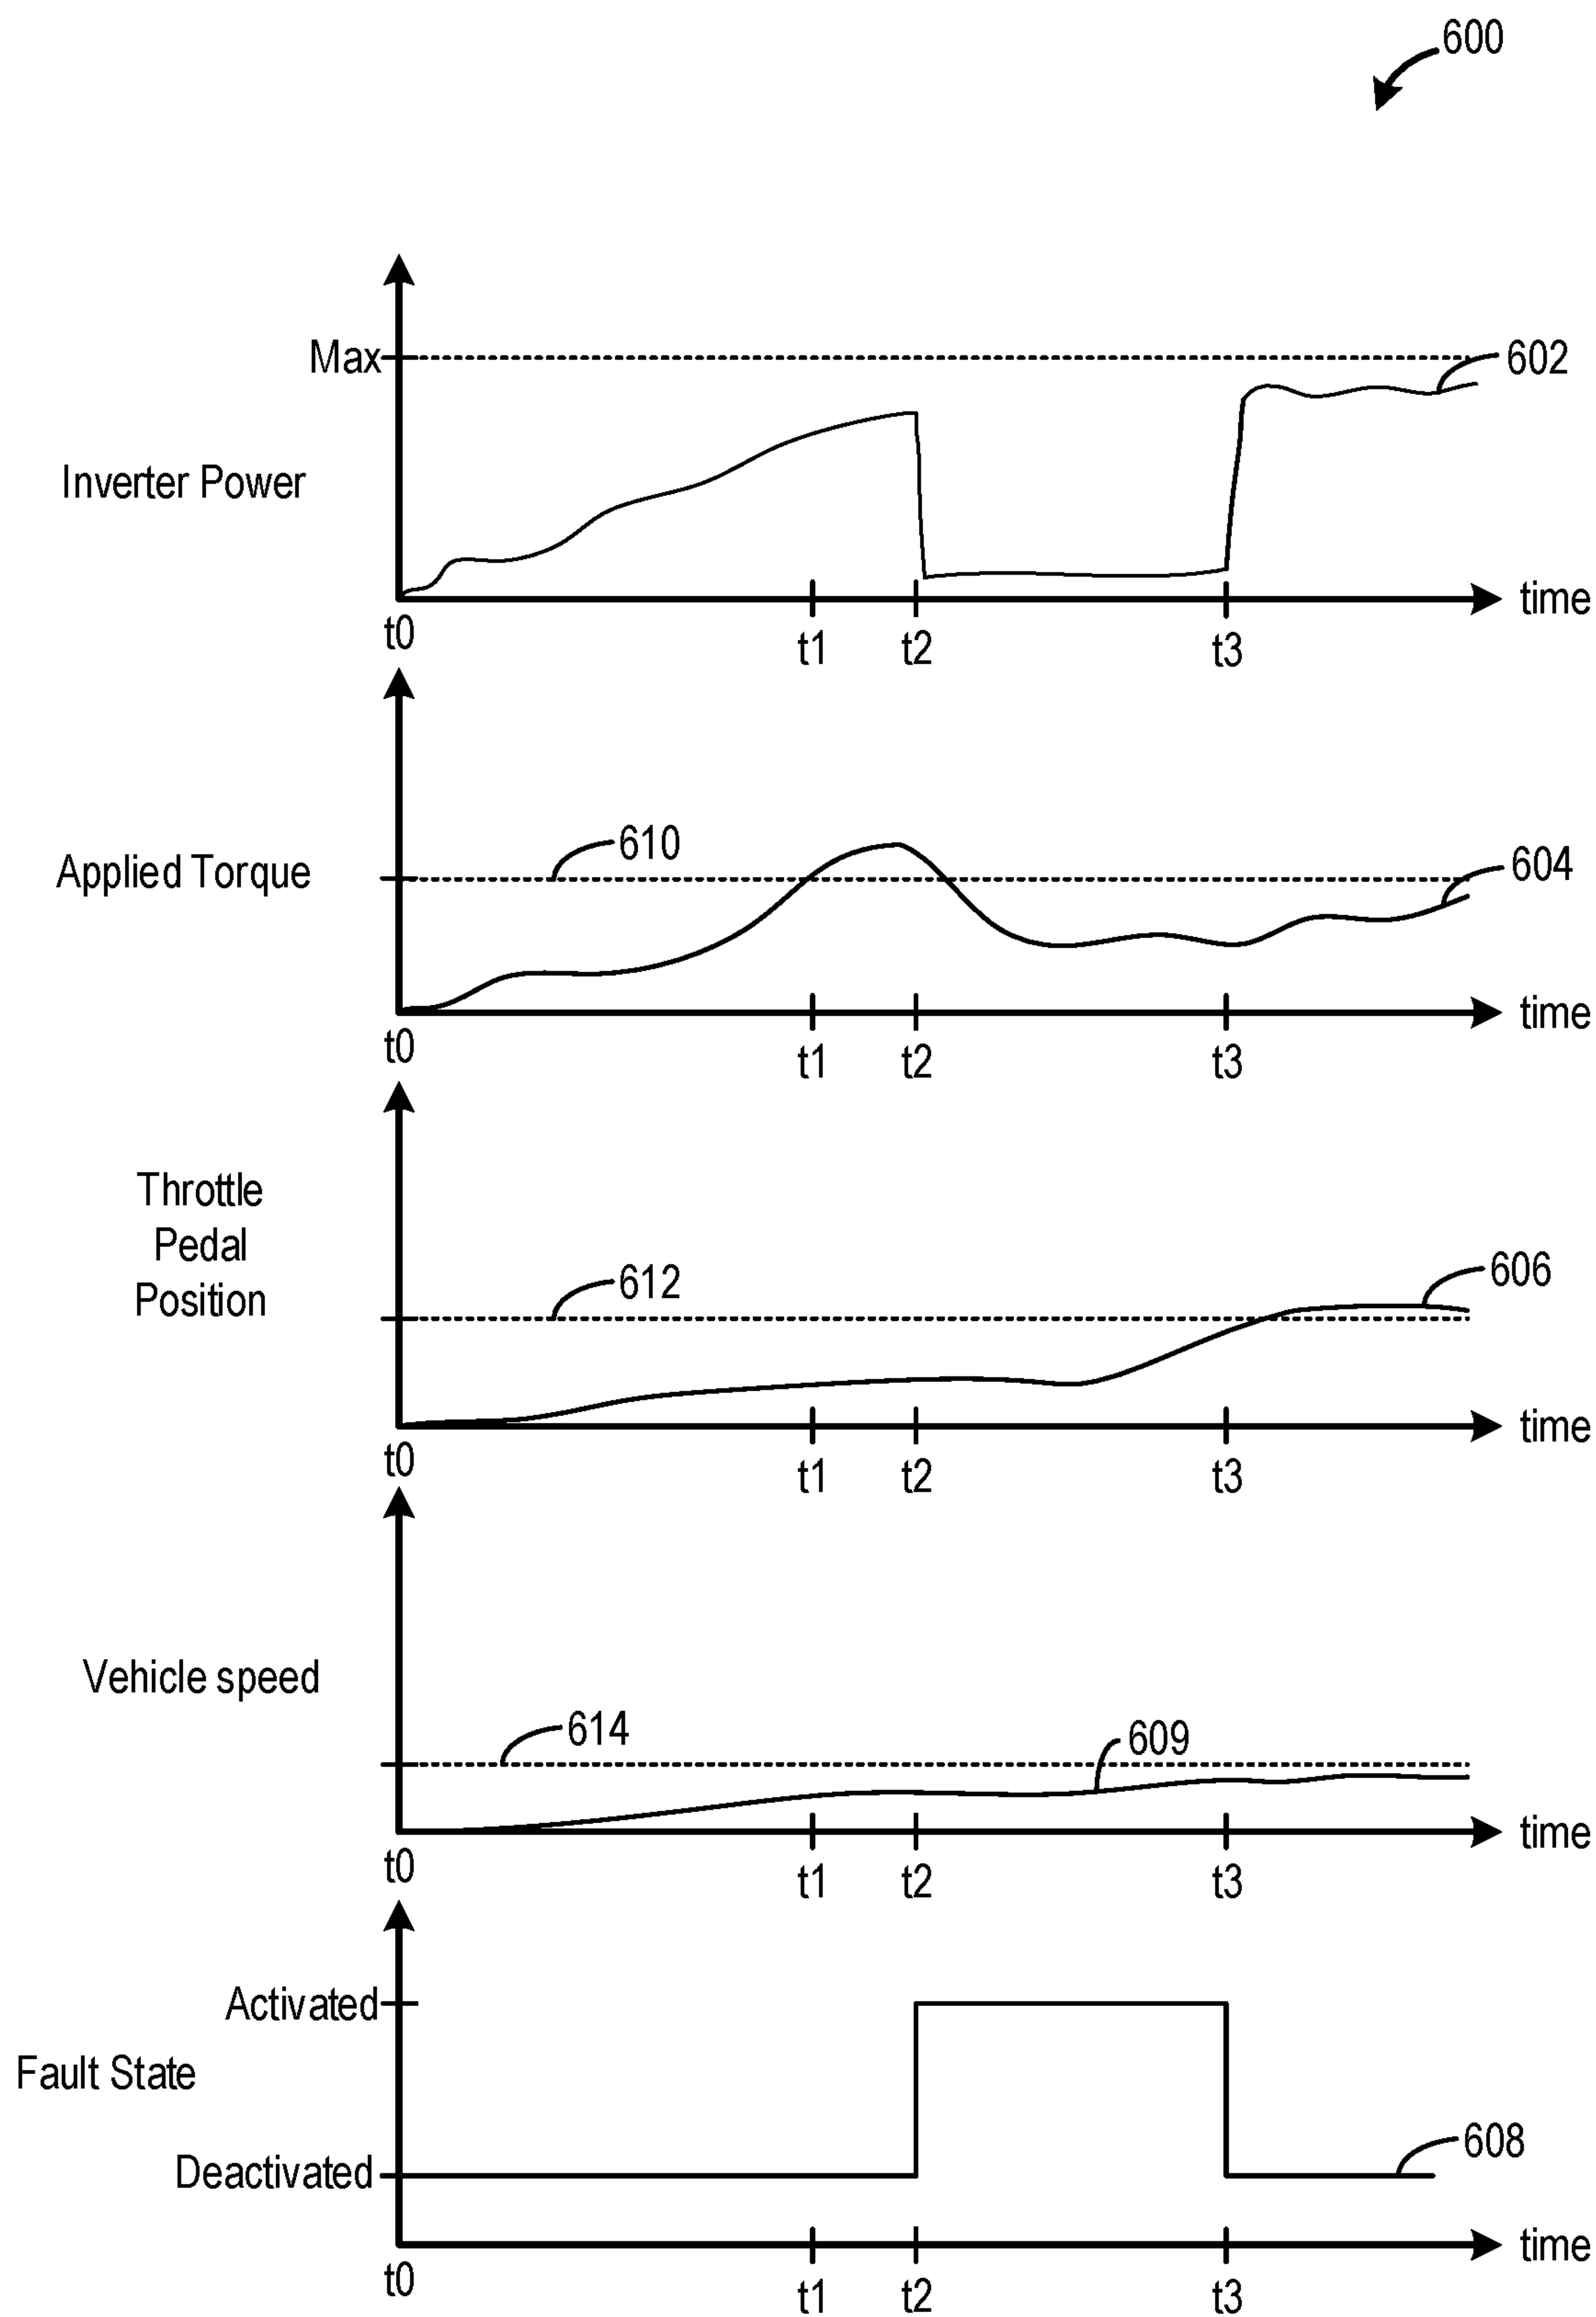 600
Max
602
Inverter Power
time
t0
t1
t2
t3
610
604
Applied Torque
time
t0
t1
t2
t3
Throttle
Pedal
Position
612
606
time
t0
t1
t2
t3
Vehicle speed
614
609
time
t0
t1
t2
t3
Activated
Fault State
Deactivated
608
time
t0
t1
t2
t3